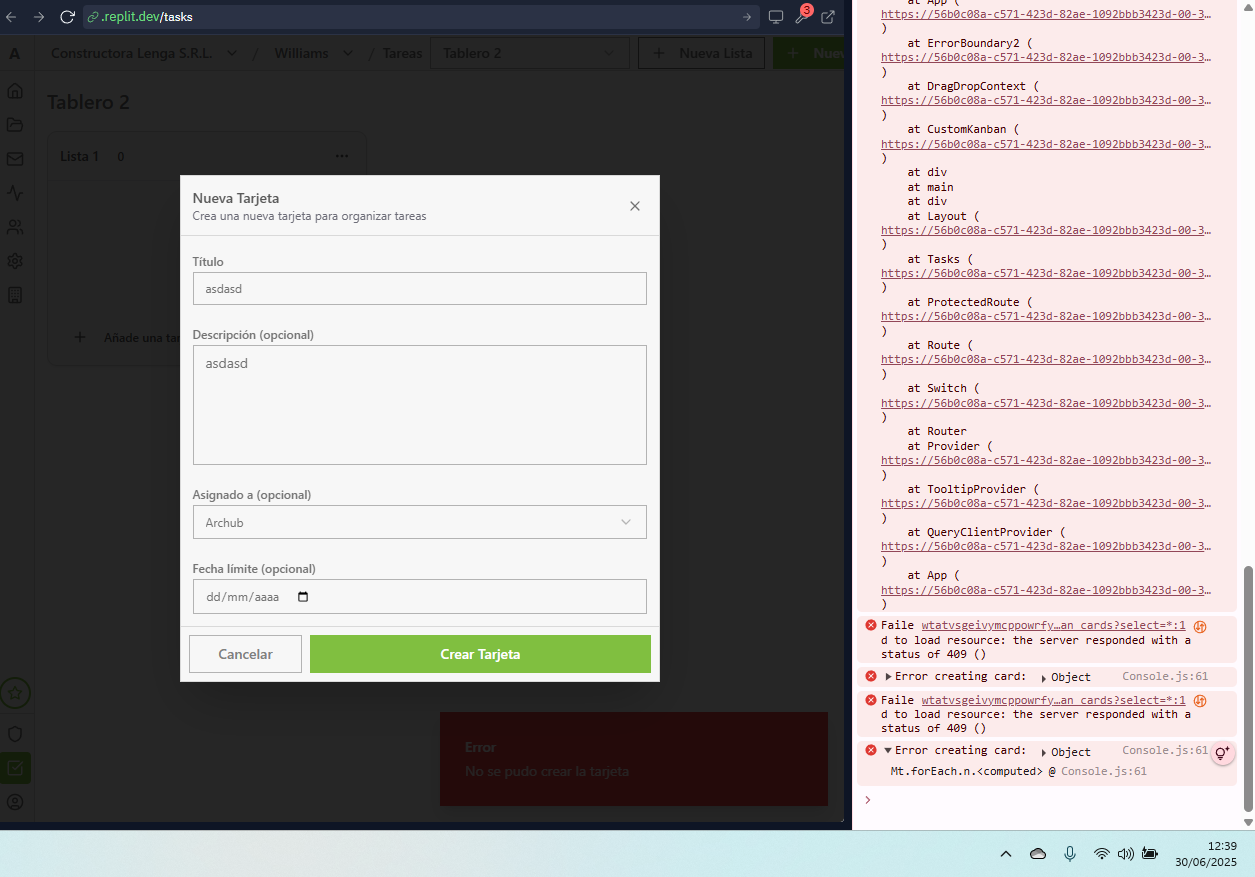 .replit.dev/tasks
3
A
Constructora Lenga S.R.L.
/
Williams
/ Tareas
Tablero 2
+ Nueva Lista
+ Nuev
Tablero 2
Lista 1 0
...
+ Añade una tar
Nueva Tarjeta
Crea una nueva tarjeta para organizar tareas
Título
asdasd
Descripción (opcional)
asdasd
Asignado a (opcional)
Archub
Fecha límite (opcional)
dd/mm/aaaa
Cancelar
Crear Tarjeta
Error
No se pudo crear la tarjeta
at App (
https://56b0c08a-c571-423d-82ae-1092bbb3423d-00-3…
)
at ErrorBoundary2 (
https://56b0c08a-c571-423d-82ae-1092bbb3423d-00-3…
)
at DragDropContext (
https://56b0c08a-c571-423d-82ae-1092bbb3423d-00-3…
)
at CustomKanban (
https://56b0c08a-c571-423d-82ae-1092bbb3423d-00-3…
)
at div
at main
at div
at Layout (
https://56b0c08a-c571-423d-82ae-1092bbb3423d-00-3…
)
at Tasks (
https://56b0c08a-c571-423d-82ae-1092bbb3423d-00-3…
)
at ProtectedRoute (
https://56b0c08a-c571-423d-82ae-1092bbb3423d-00-3…
)
at Route (
https://56b0c08a-c571-423d-82ae-1092bbb3423d-00-3…
)
at Switch (
https://56b0c08a-c571-423d-82ae-1092bbb3423d-00-3…
)
at Router
at Provider (
https://56b0c08a-c571-423d-82ae-1092bbb3423d-00-3…
)
at TooltipProvider (
https://56b0c08a-c571-423d-82ae-1092bbb3423d-00-3…
)
at QueryClientProvider (
https://56b0c08a-c571-423d-82ae-1092bbb3423d-00-3…
)
at App (
https://56b0c08a-c571-423d-82ae-1092bbb3423d-00-3…
)
Faile wtatvsgeivymcppowrfy…an_cards?select=*:1
d to load resource: the server responded with a
status of 409 ()
Error creating card: Object Console.js:61
Faile wtatvsgeivymcppowrfy…an_cards?select=*:1
d to load resource: the server responded with a
status of 409 ()
Error creating card: Object Console.js:61
Mt.forEach.n.<computed> @ Console.js:61
12:39
30/06/2025